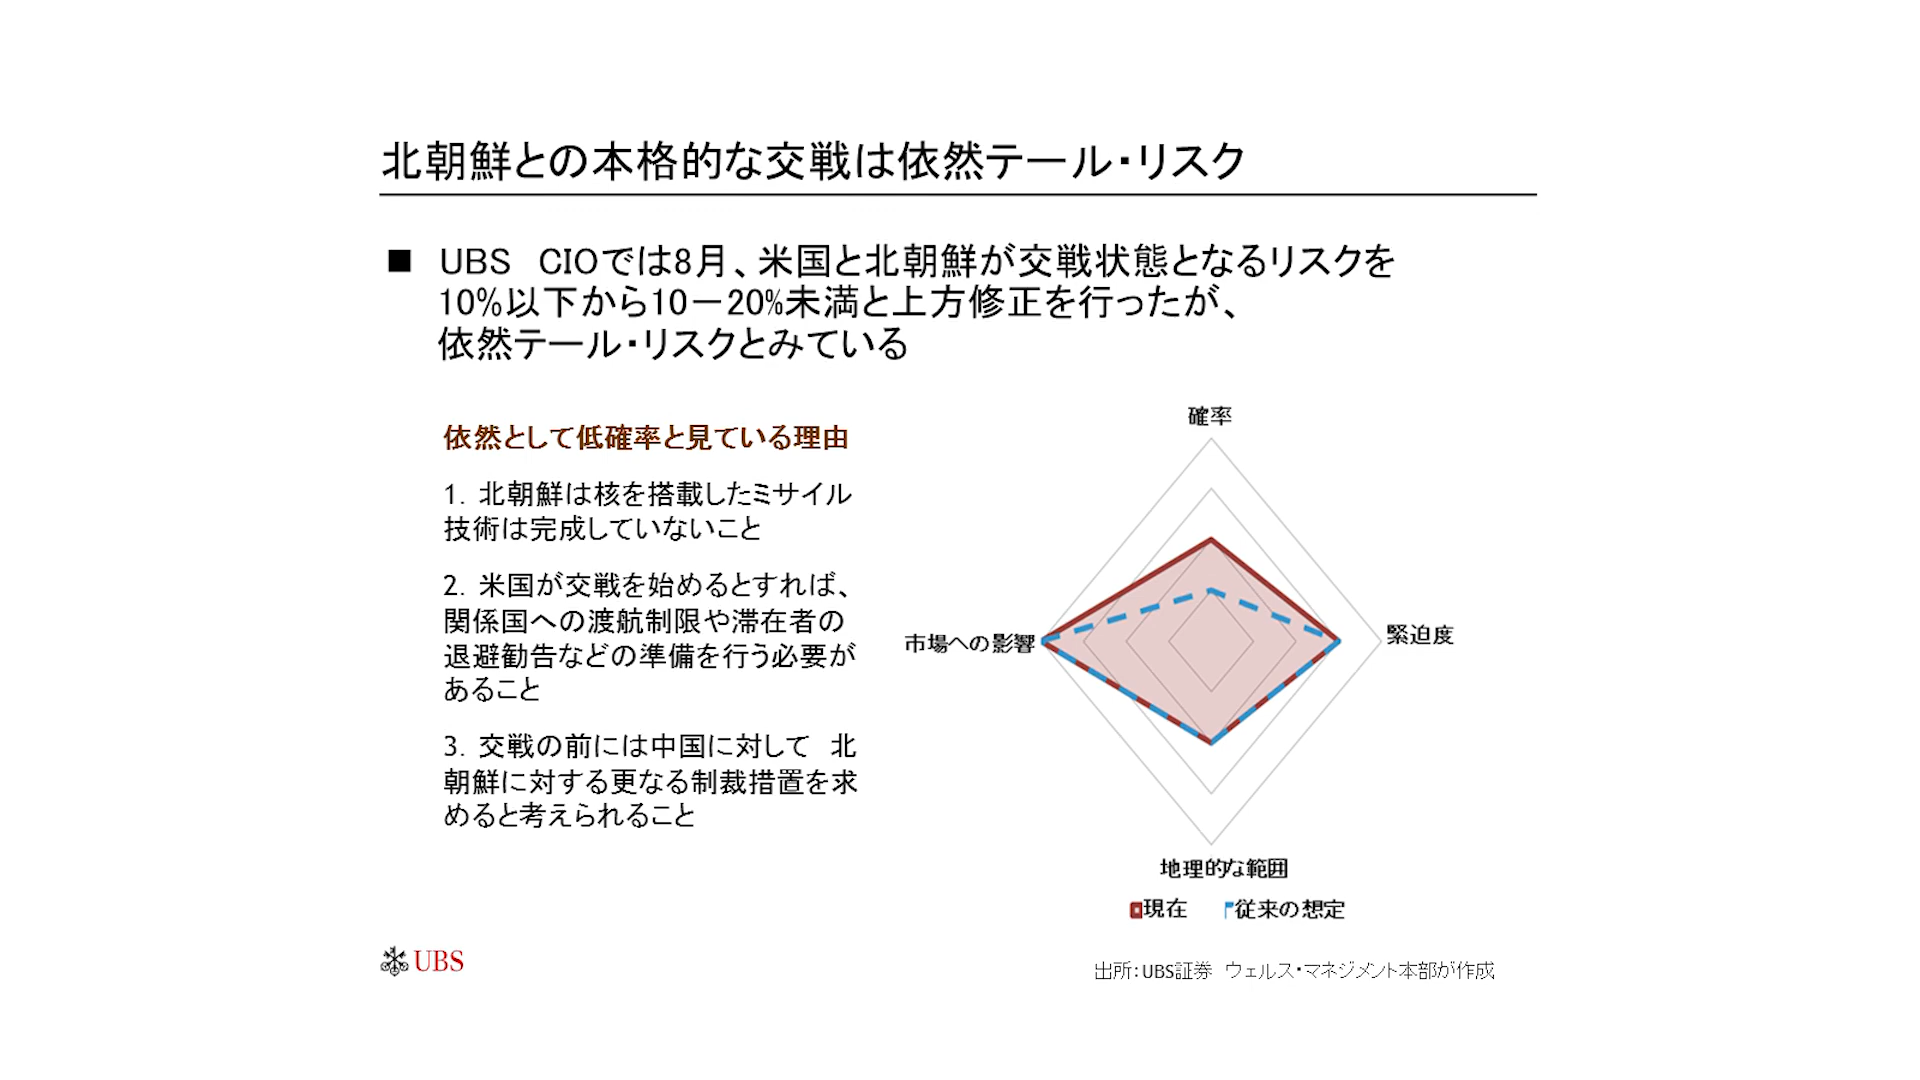 北朝鮮との本格的な交戦は依然テール・リスク
■ UBS　CIOでは8月、米国と北朝鮮が交戦状態となるリスクを
10%以下から10－20%未満と上方修正を行ったが、
依然テール・リスクとみている
依然として低確率と見ている理由
1. 北朝鮮は核を搭載したミサイル
技術は完成していないこと
2. 米国が交戦を始めるとすれば、
関係国への渡航制限や滞在者の
退避勧告などの準備を行う必要が
あること
3. 交戦の前には中国に対して　北
朝鮮に対する更なる制裁措置を求
めると考えられること
確率
市場への影響
緊迫度
地理的な範囲
現在　従来の想定
UBS
出所：UBS証券　ウェルス・マネジメント本部が作成